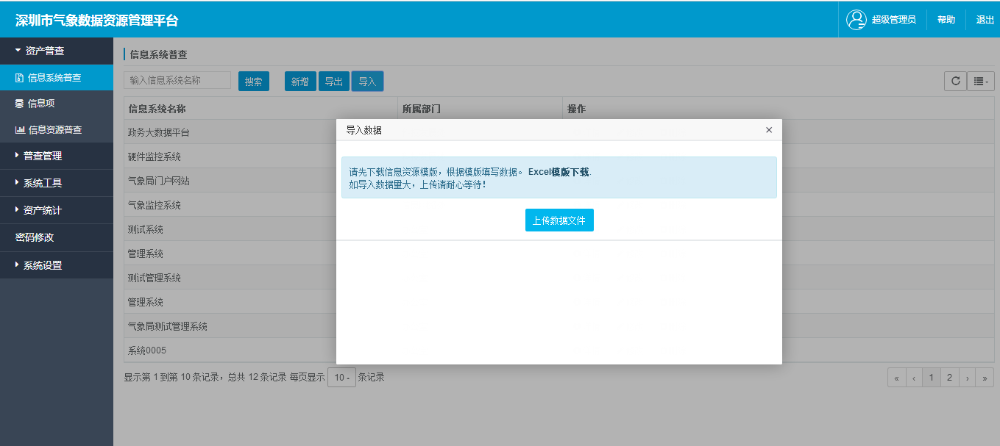 深圳市气象数据资源管理平台
超级管理员 帮助 退出
资产普查
信息系统普查
信息项
信息资源普查
普查管理
系统工具
资产统计
密码修改
系统设置
信息系统普查
输入信息系统名称 搜索 新增 导出 导入
信息系统名称 所属部门 操作
政务大数据平台
硬件监控系统
气象局门户网站
气象监控系统
测试系统
管理系统
测试管理系统
管理系统
气象局测试管理系统
系统0005
显示第 1 到第 10 条记录，总共 12 条记录 每页显示 10 条记录
« ‹ 1 2 › »
导入数据 ×
请先下载信息资源模版，根据模版填写数据。 Excel模版下载.
如导入数据量大，上传请耐心等待！
上传数据文件